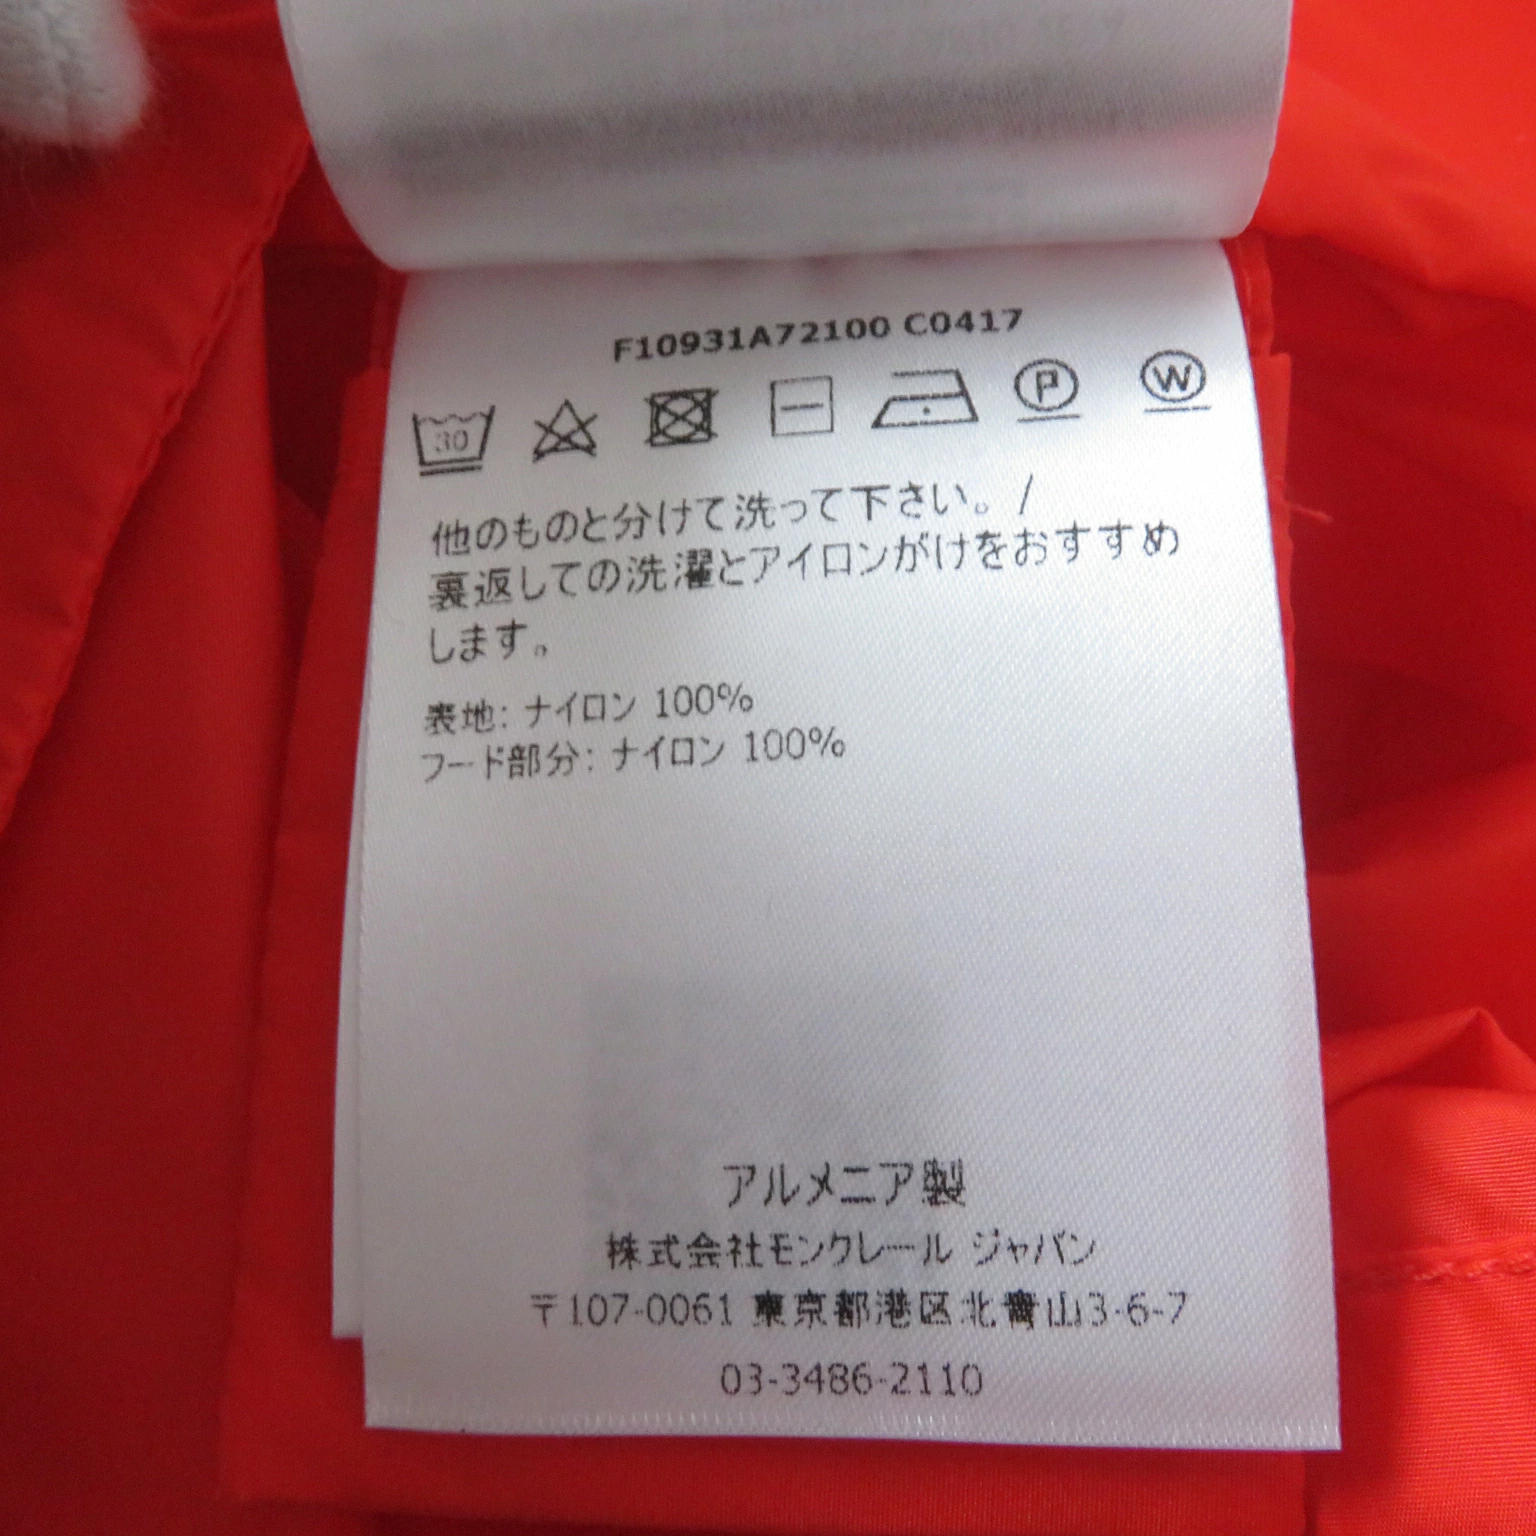 F10931A72100 C0417
30 P W
他のものと分けて洗って下さい。/
裏返しての洗濯とアイロンがけをおすすめ
します。
表地: ナイロン 100%
フード部分: ナイロン 100%
アルメニア製
株式会社モンクレール ジャパン
〒107-0061 東京都港区北青山3-6-7
03-3486-2110